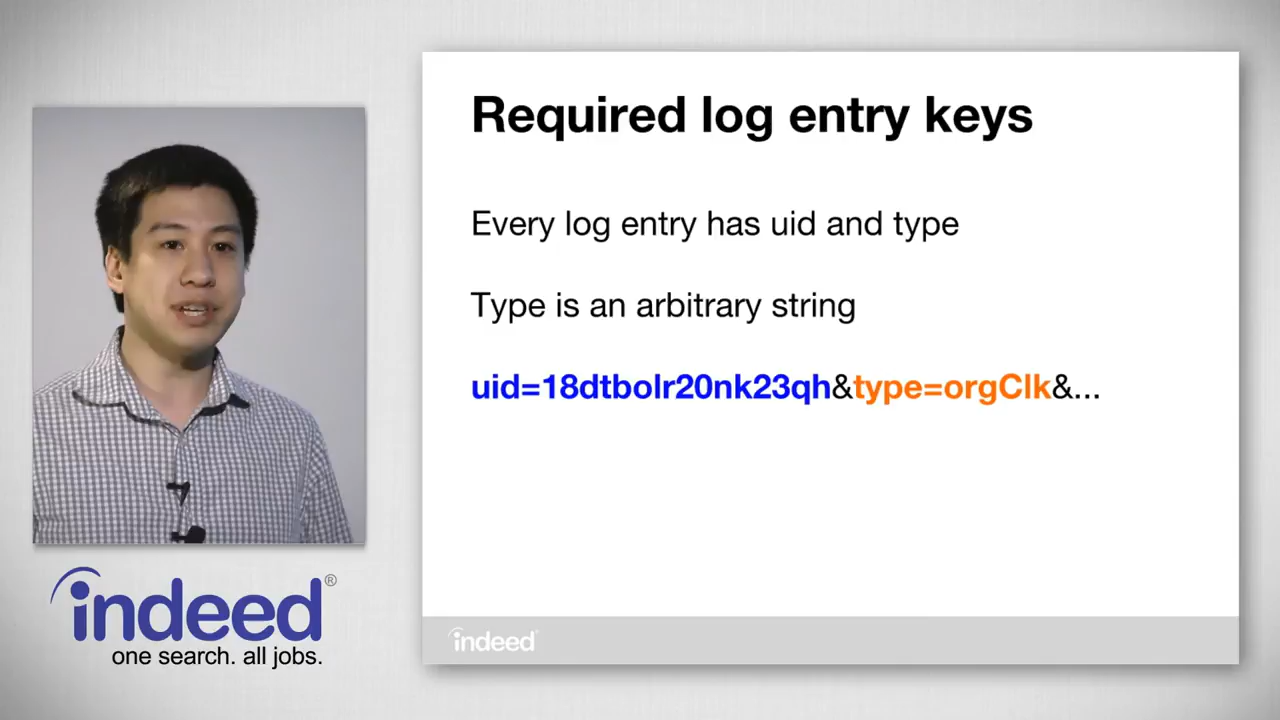 Required log entry keys
Every log entry has uid and type
Type is an arbitrary string
uid=18dtbolr20nk23qh&type=orgClk&...
indeed®
one search. all jobs.
indeed